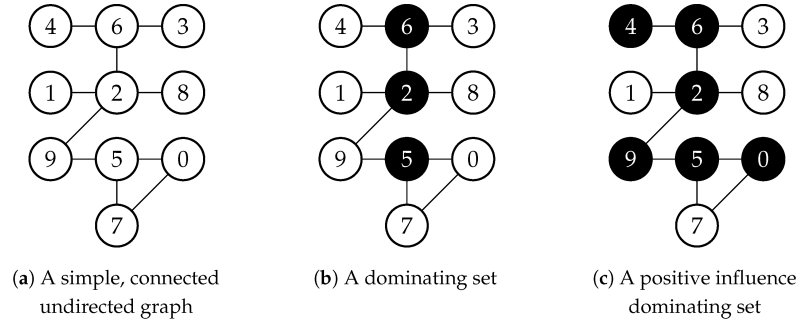 4 6 3 4 6 3 4 6 3
1 2 8 1 2 8 1 2 8
9 5 0 9 5 0 9 5 0
7 7 7
(a) A simple, connected
undirected graph
(b) A dominating set
(c) A positive influence
dominating set